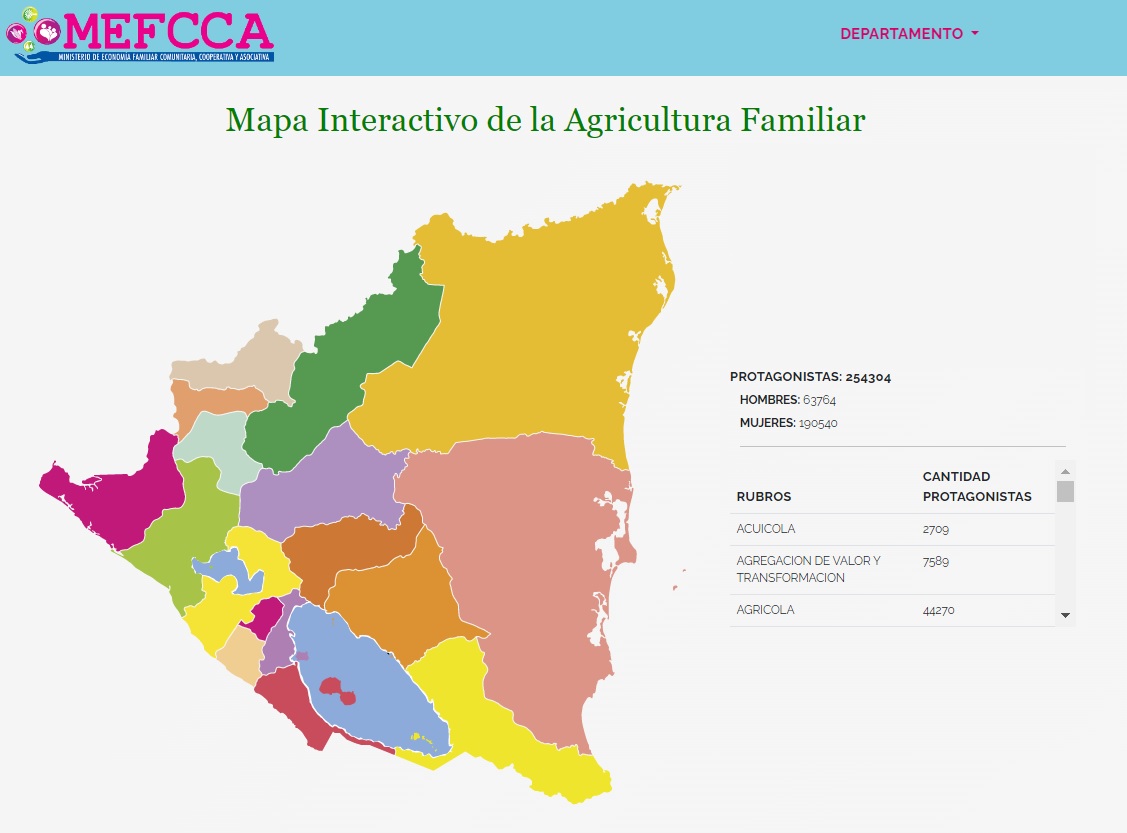 MEFCCA
MINISTERIO DE ECONOMÍA FAMILIAR COMUNITARIA, COOPERATIVA Y ASOCIATIVA
DEPARTAMENTO
Mapa Interactivo de la Agricultura Familiar
PROTAGONISTAS: 254304
HOMBRES: 63764
MUJERES: 190540
RUBROS
CANTIDAD
PROTAGONISTAS
ACUICOLA 2709
AGREGACION DE VALOR Y
TRANSFORMACION
7589
AGRICOLA 44270